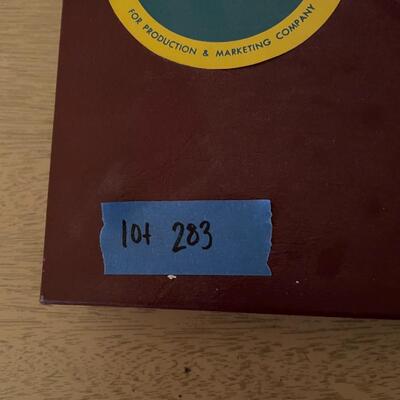 FOR PRODUCTION & MARKETING COMPANY
lot 283